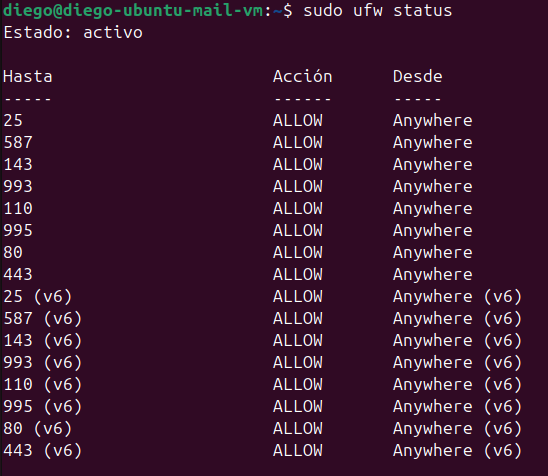 diego@diego-ubuntu-mail-vm:~$ sudo ufw status
Estado: activo
Hasta Acción Desde
----- ------ -----
25 ALLOW Anywhere
587 ALLOW Anywhere
143 ALLOW Anywhere
993 ALLOW Anywhere
110 ALLOW Anywhere
995 ALLOW Anywhere
80 ALLOW Anywhere
443 ALLOW Anywhere
25 (v6) ALLOW Anywhere (v6)
587 (v6) ALLOW Anywhere (v6)
143 (v6) ALLOW Anywhere (v6)
993 (v6) ALLOW Anywhere (v6)
110 (v6) ALLOW Anywhere (v6)
995 (v6) ALLOW Anywhere (v6)
80 (v6) ALLOW Anywhere (v6)
443 (v6) ALLOW Anywhere (v6)